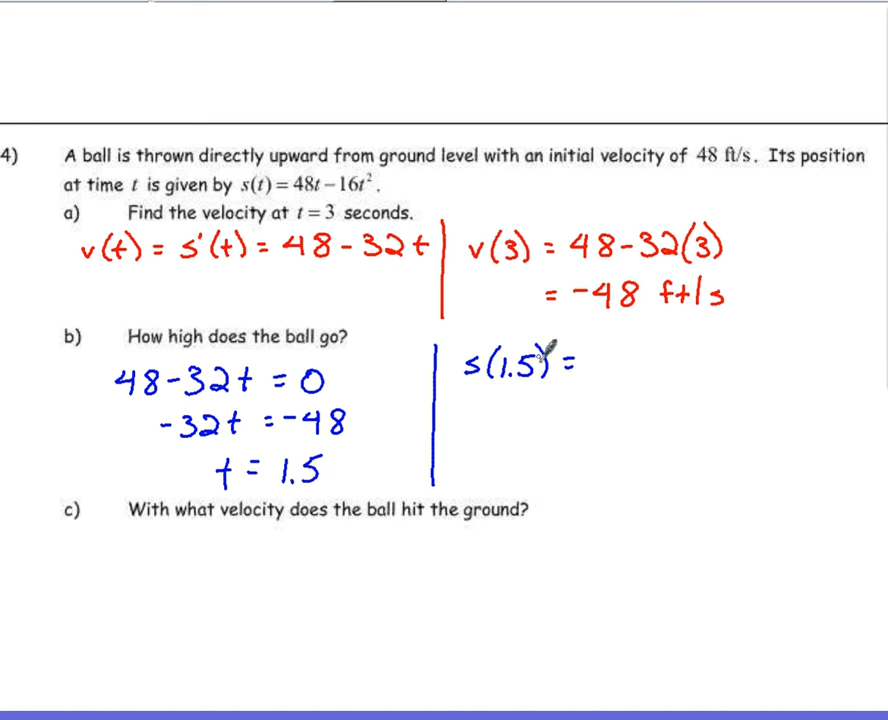 4) A ball is thrown directly upward from ground level with an initial velocity of 48 ft/s. Its position
at time t is given by s(t) = 48t − 16t².
a) Find the velocity at t = 3 seconds.
v(t) = s'(t) = 48 - 32t | v(3) = 48 - 32(3)
= -48 ft/s
b) How high does the ball go?
48 - 32t = 0 | s(1.5) =
-32t = -48
t = 1.5
c) With what velocity does the ball hit the ground?